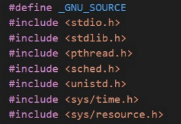 #define _GNU_SOURCE
#include <stdio.h>
#include <stdlib.h>
#include <pthread.h>
#include <sched.h>
#include <unistd.h>
#include <sys/time.h>
#include <sys/resource.h>